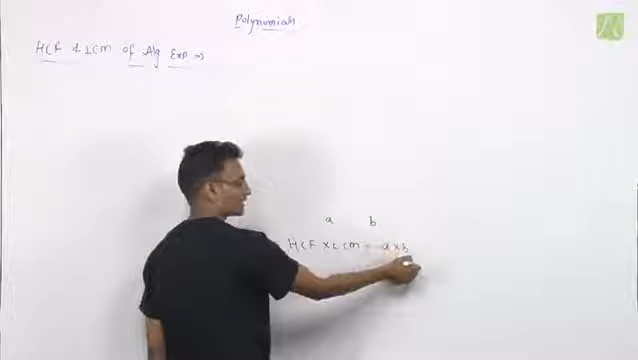 Polynomials
HCF & LCM of Alg Exp ⇒
a b
HCF × LCM = a × b